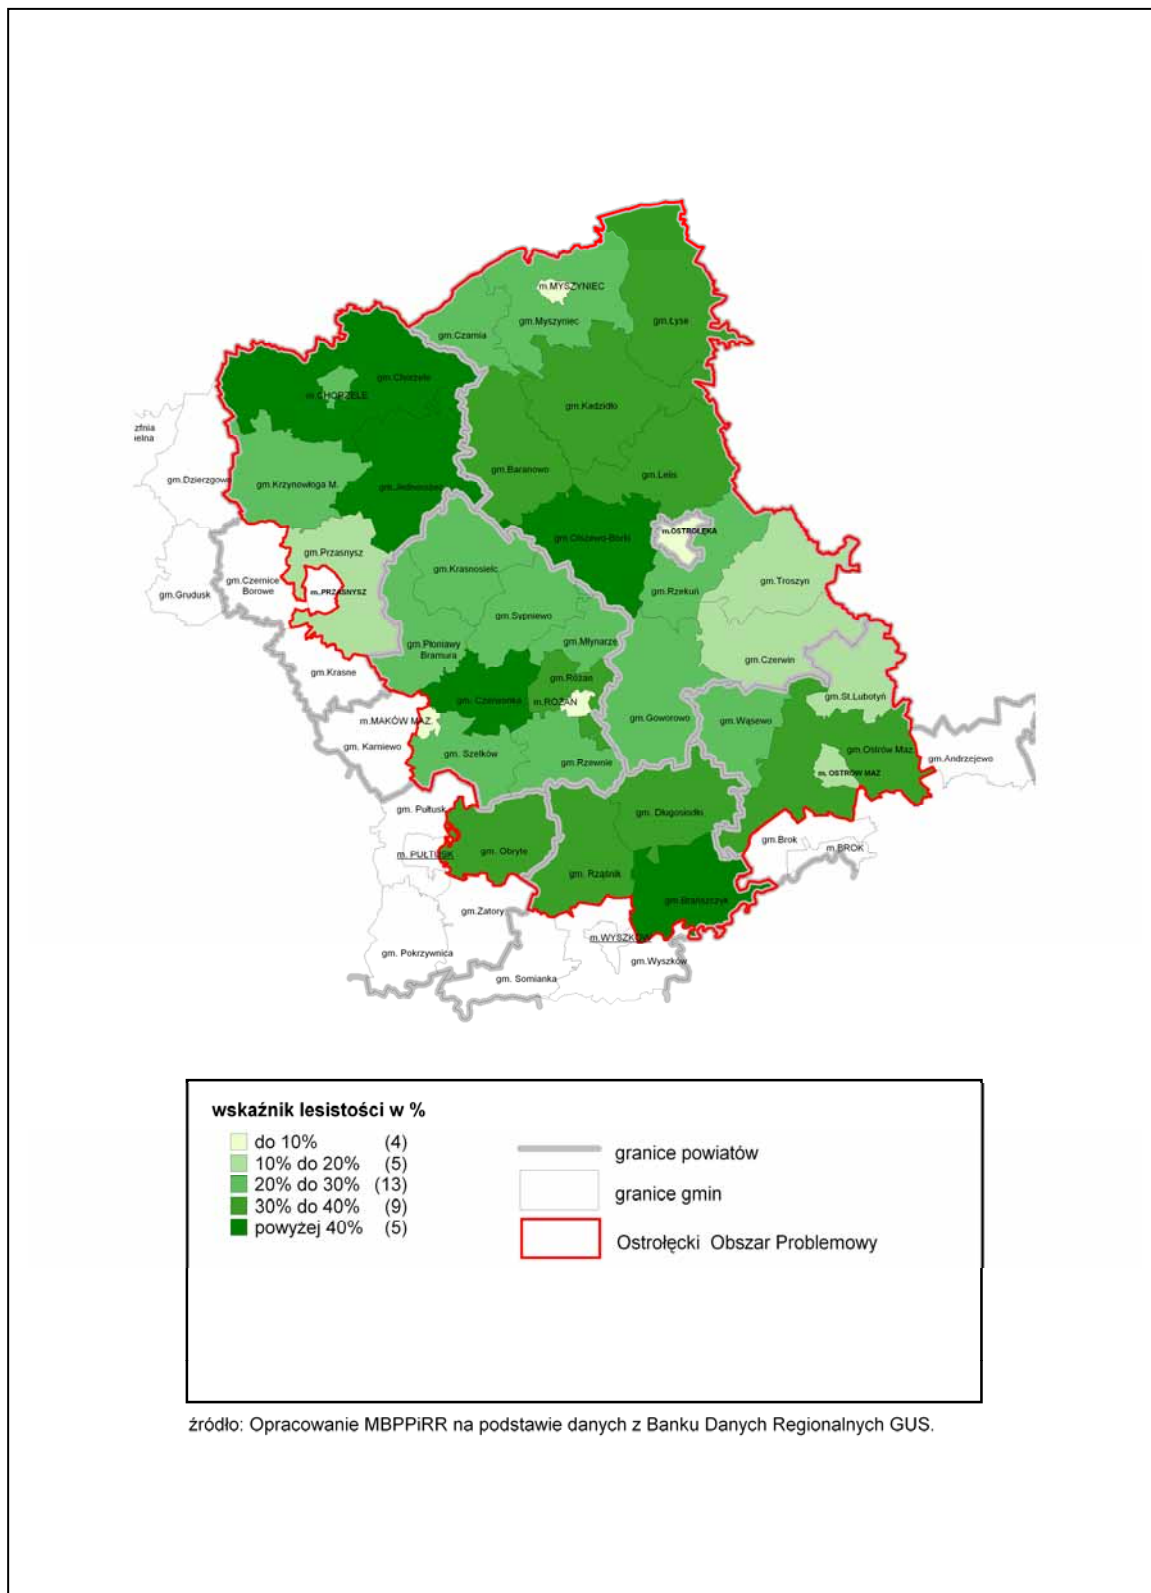 m.MYSZYNIEC
gm.Myszyniec
gm.Łyse
gm.Czarnia
gm.Chorzele
m.CHORZELE
gm.Kadzidło
zfnia
ielna
gm.Dzierzgowo
gm.Baranowo
gm.Lelis
gm.Krzynowłoga M.
gm.Jednorożec
m.OSTROŁĘKA
gm.Olszewo-Borki
gm.Przasnysz
gm.Krasnosielc
gm.Troszyn
gm.Czernice
Borowe
gm.Grudusk
m.PRZASNYSZ
gm.Rzekuń
gm.Sypniewo
gm.Płoniawy
Bramura
gm.Młynarze
gm.Czerwin
gm.Krasne
gm.Różan
gm.Czerwonka
m.RÓŻAN
gm.St.Lubotyń
m.MAKÓW MAZ.
gm.Goworowo
gm.Wąsewo
gm. Karniewo
gm. Szelków
gm.Rzewnie
gm.Ostrów Maz.
gm.Andrzejewo
m. OSTRÓW MAZ
gm. Pułtusk
gm. Długosiodło
gm.Brok
m.BROK
m. PUŁTUSK
gm. Obryte
gm. Rząśnik
gm.Brańszczyk
gm.Zatory
m.WYSZKÓW
gm. Pokrzywnica
gm.Wyszków
gm. Somianka
wskaźnik lesistości w %
do 10% (4)
10% do 20% (5)
20% do 30% (13)
30% do 40% (9)
powyżej 40% (5)
granice powiatów
granice gmin
Ostrołęcki Obszar Problemowy
źródło: Opracowanie MBPPiRR na podstawie danych z Banku Danych Regionalnych GUS.